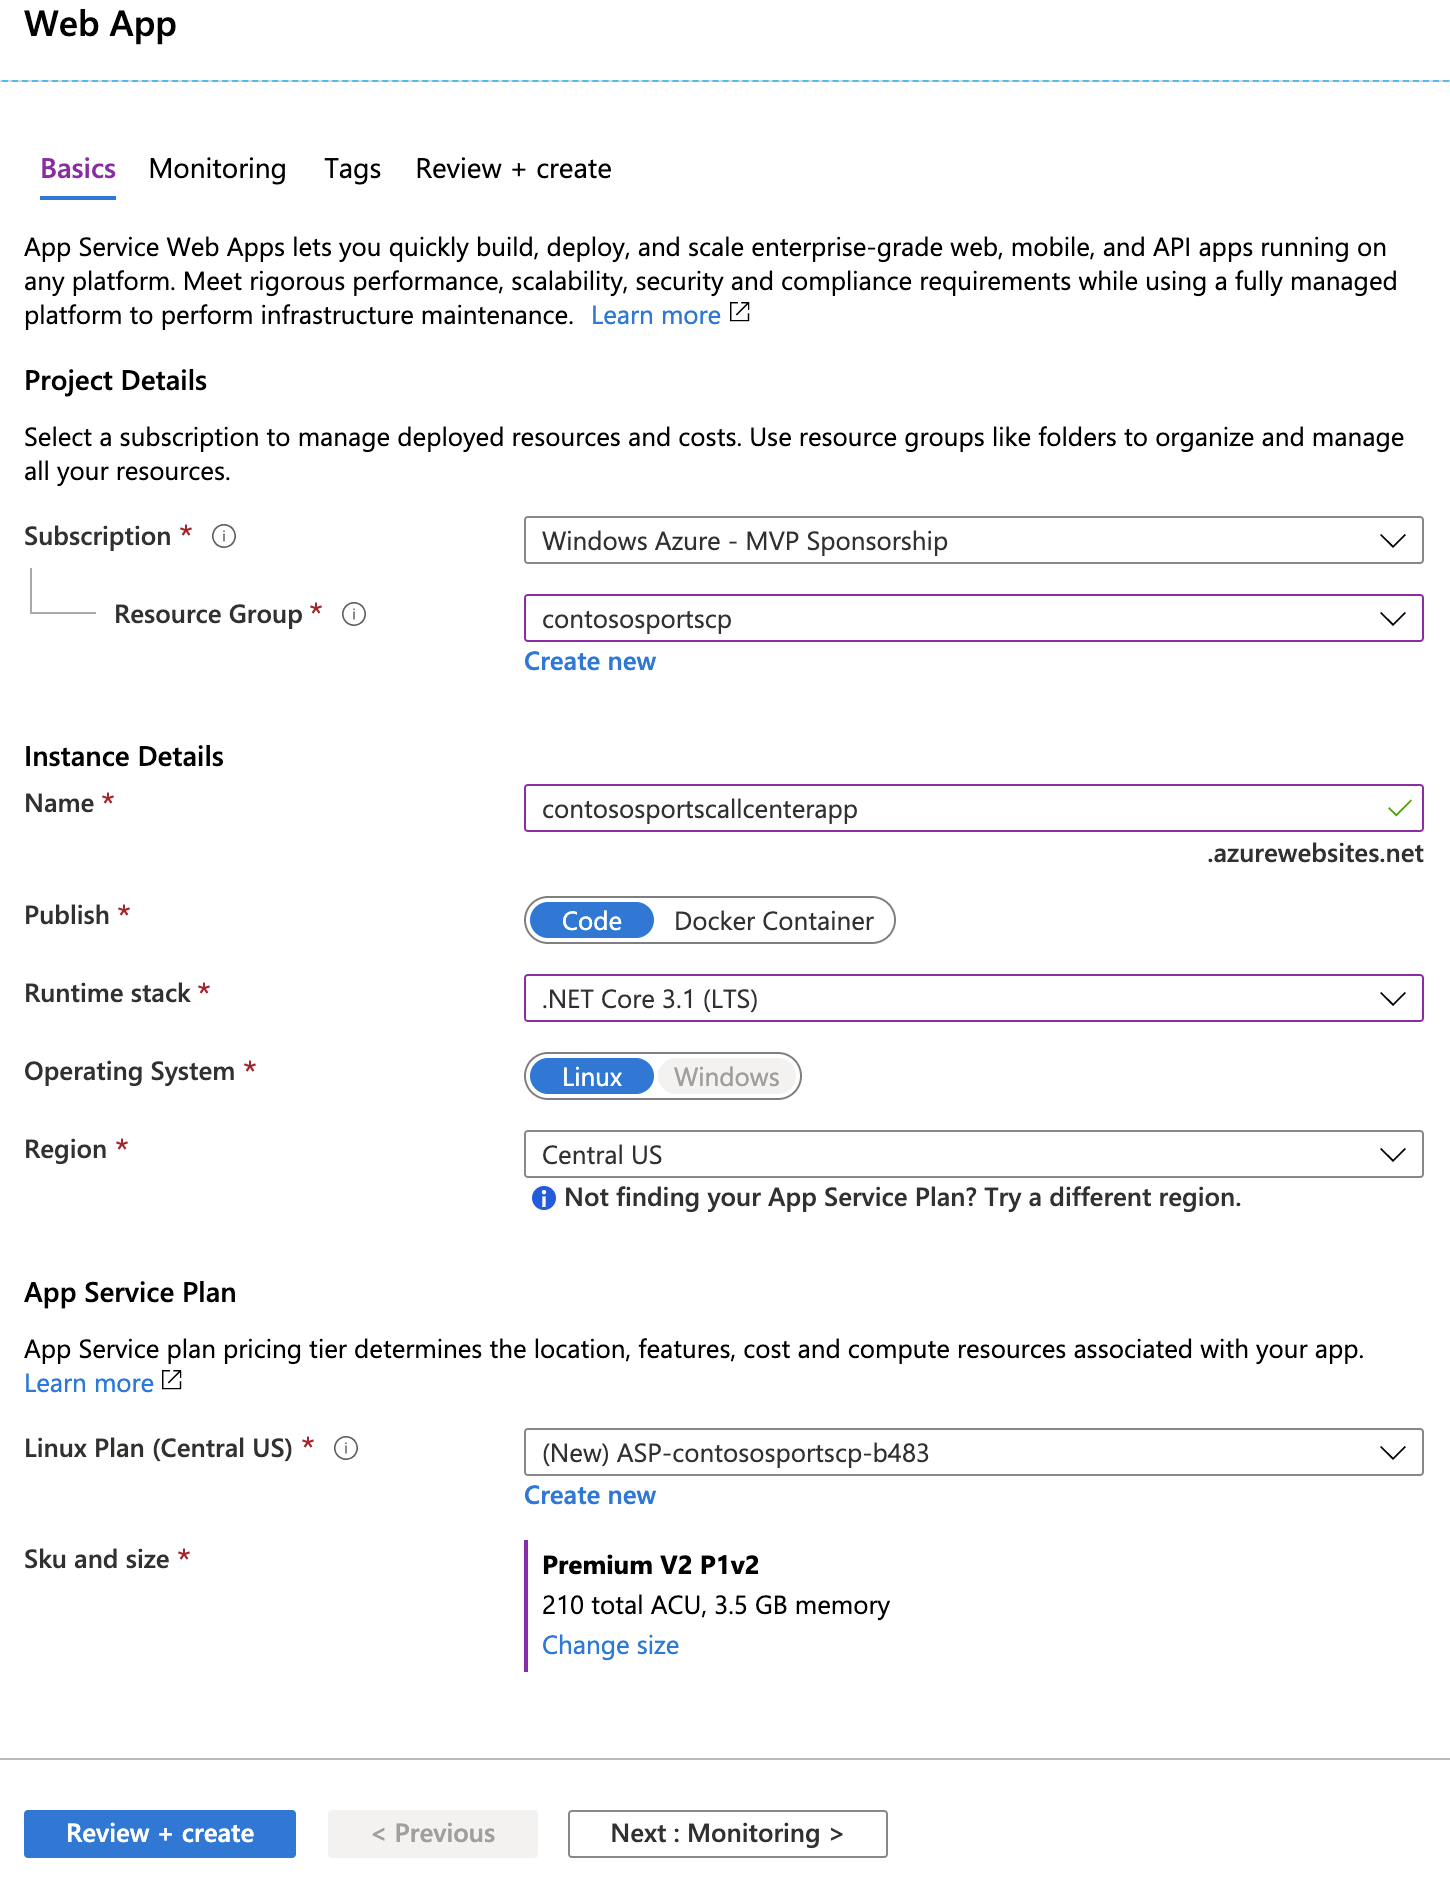 Web App
Basics
Monitoring
Tags
Review + create
App Service Web Apps lets you quickly build, deploy, and scale enterprise-grade web, mobile, and API apps running on
any platform. Meet rigorous performance, scalability, security and compliance requirements while using a fully managed
platform to perform infrastructure maintenance. Learn more
Project Details
Select a subscription to manage deployed resources and costs. Use resource groups like folders to organize and manage
all your resources.
Subscription *
Windows Azure - MVP Sponsorship
Resource Group *
contososportscp
Create new
Instance Details
Name *
contososportscallcenterapp
.azurewebsites.net
Publish *
Code
Docker Container
Runtime stack *
.NET Core 3.1 (LTS)
Operating System *
Linux
Windows
Region *
Central US
Not finding your App Service Plan? Try a different region.
App Service Plan
App Service plan pricing tier determines the location, features, cost and compute resources associated with your app.
Learn more
Linux Plan (Central US) *
(New) ASP-contososportscp-b483
Create new
Sku and size *
Premium V2 P1v2
210 total ACU, 3.5 GB memory
Change size
Review + create
< Previous
Next : Monitoring >